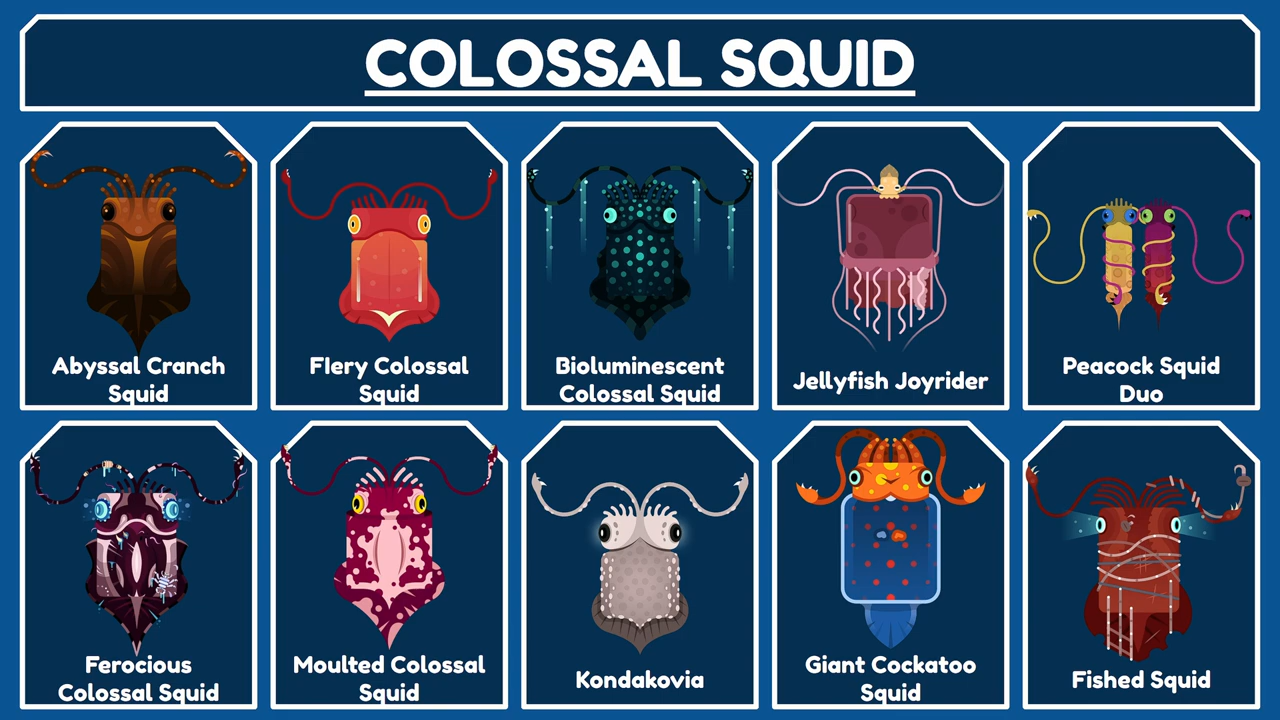 COLOSSAL SQUID
Abyssal Cranch
Squid
FIery Colossal
Squid
Bioluminescent
Colossal Squid
Jellyfish Joyrider
Peacock Squid
Duo
Ferocious
Colossal Squid
Moulted Colossal
Squid
Kondakovia
Giant Cockatoo
Squid
Fished Squid